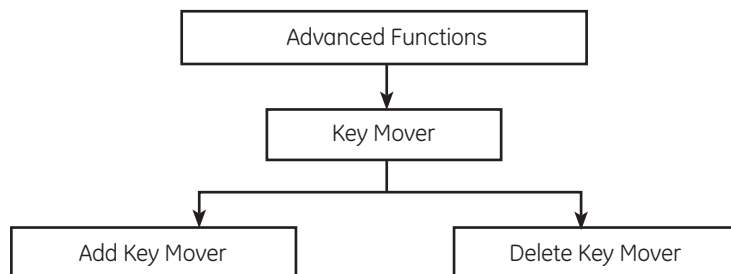 Advanced Functions
Key Mover
Add Key Mover
Delete Key Mover